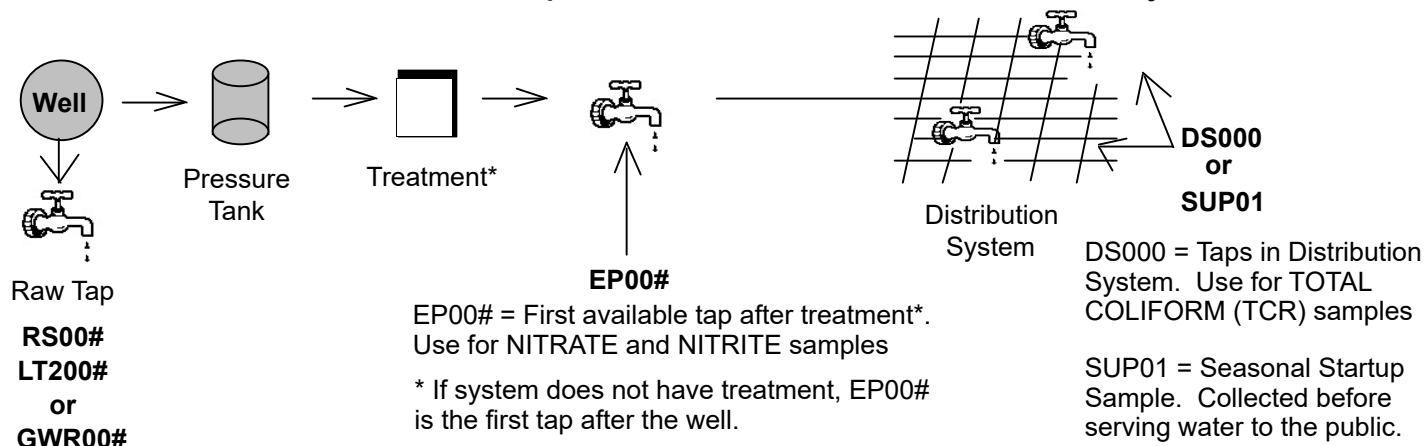 Well
Pressure
Tank
Treatment*
Raw Tap
RS00#
LT200#
or
GWR00#
EP00#
EP00# = First available tap after treatment*.
Use for NITRATE and NITRITE samples
* If system does not have treatment, EP00#
is the first tap after the well.
Distribution
System
DS000
or
SUP01
DS000 = Taps in Distribution
System. Use for TOTAL
COLIFORM (TCR) samples
SUP01 = Seasonal Startup
Sample. Collected before
serving water to the public.